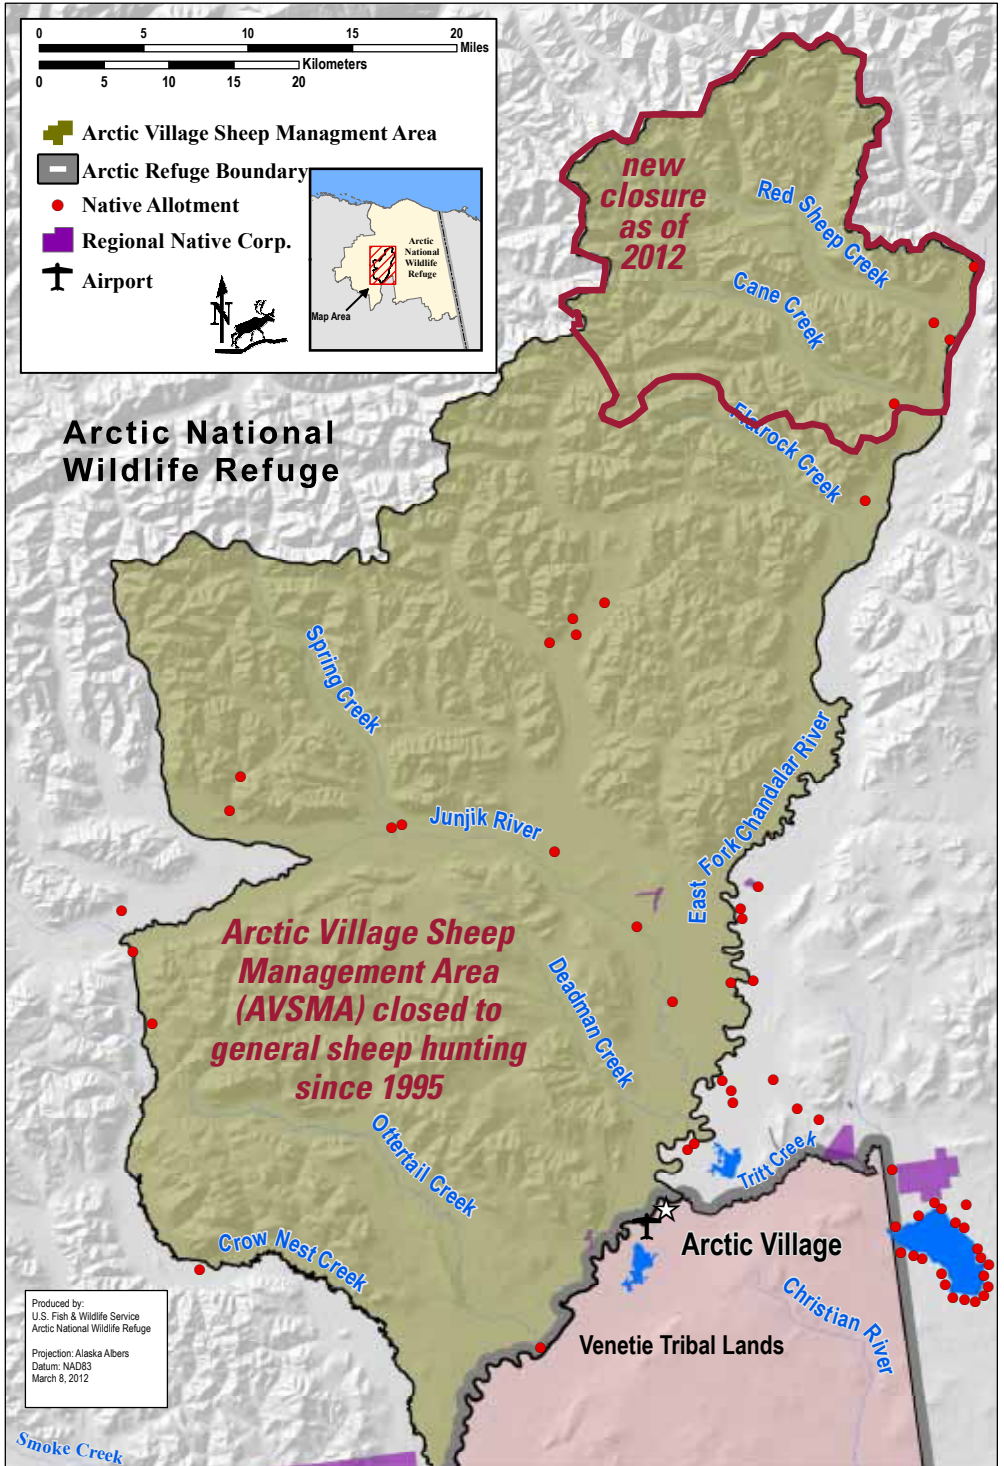 0 5 10 15 20
Miles
Kilometers
0 5 10 15 20
Arctic Village Sheep Managment Area
Arctic Refuge Boundary
Native Allotment
Regional Native Corp.
Airport
N
Arctic
National
Wildlife
Refuge
Map Area
new
closure
as of
2012
Red Sheep Creek
Cane Creek
Flatrock Creek
Arctic National
Wildlife Refuge
Spring Creek
Junjik River
East Fork Chandalar River
Arctic Village Sheep
Management Area
(AVSMA) closed to
general sheep hunting
since 1995
Deadman Creek
Ottertail Creek
Tritt Creek
Crow Nest Creek
Arctic Village
Christian River
Venetie Tribal Lands
Produced by:
U.S. Fish & Wildlife Service
Arctic National Wildlife Refuge
Projection: Alaska Albers
Datum: NAD83
March 8, 2012
Smoke Creek